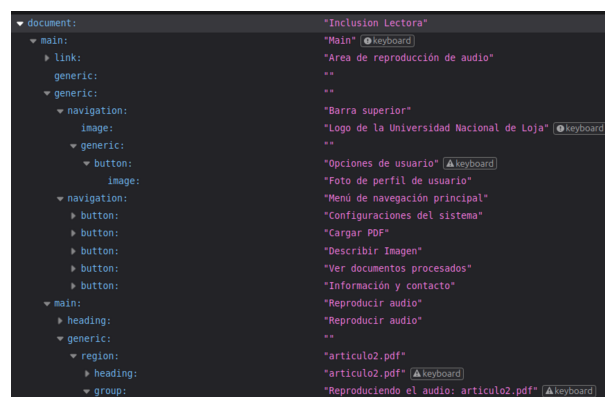 document: "Inclusion Lectora"
main: "Main" keyboard
link: "Area de reproducción de audio"
generic: ""
generic: ""
navigation: "Barra superior"
image: "Logo de la Universidad Nacional de Loja" keyboard
generic: ""
button: "Opciones de usuario" keyboard
image: "Foto de perfil de usuario"
navigation: "Menú de navegación principal"
button: "Configuraciones del sistema"
button: "Cargar PDF"
button: "Describir Imagen"
button: "Ver documentos procesados"
button: "Información y contacto"
main: "Reproducir audio"
heading: "Reproducir audio"
generic: ""
region: "articulo2.pdf"
heading: "articulo2.pdf" keyboard
group: "Reproduciendo el audio: articulo2.pdf" keyboard